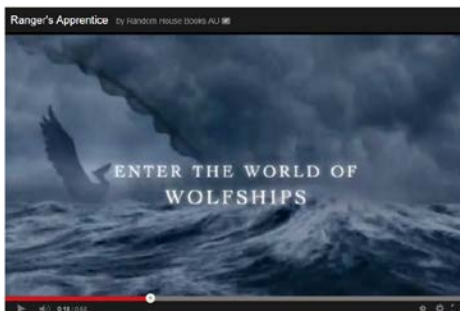 Ranger's Apprentice by Random House Books AU
ENTER THE WORLD OF
WOLFSHIPS